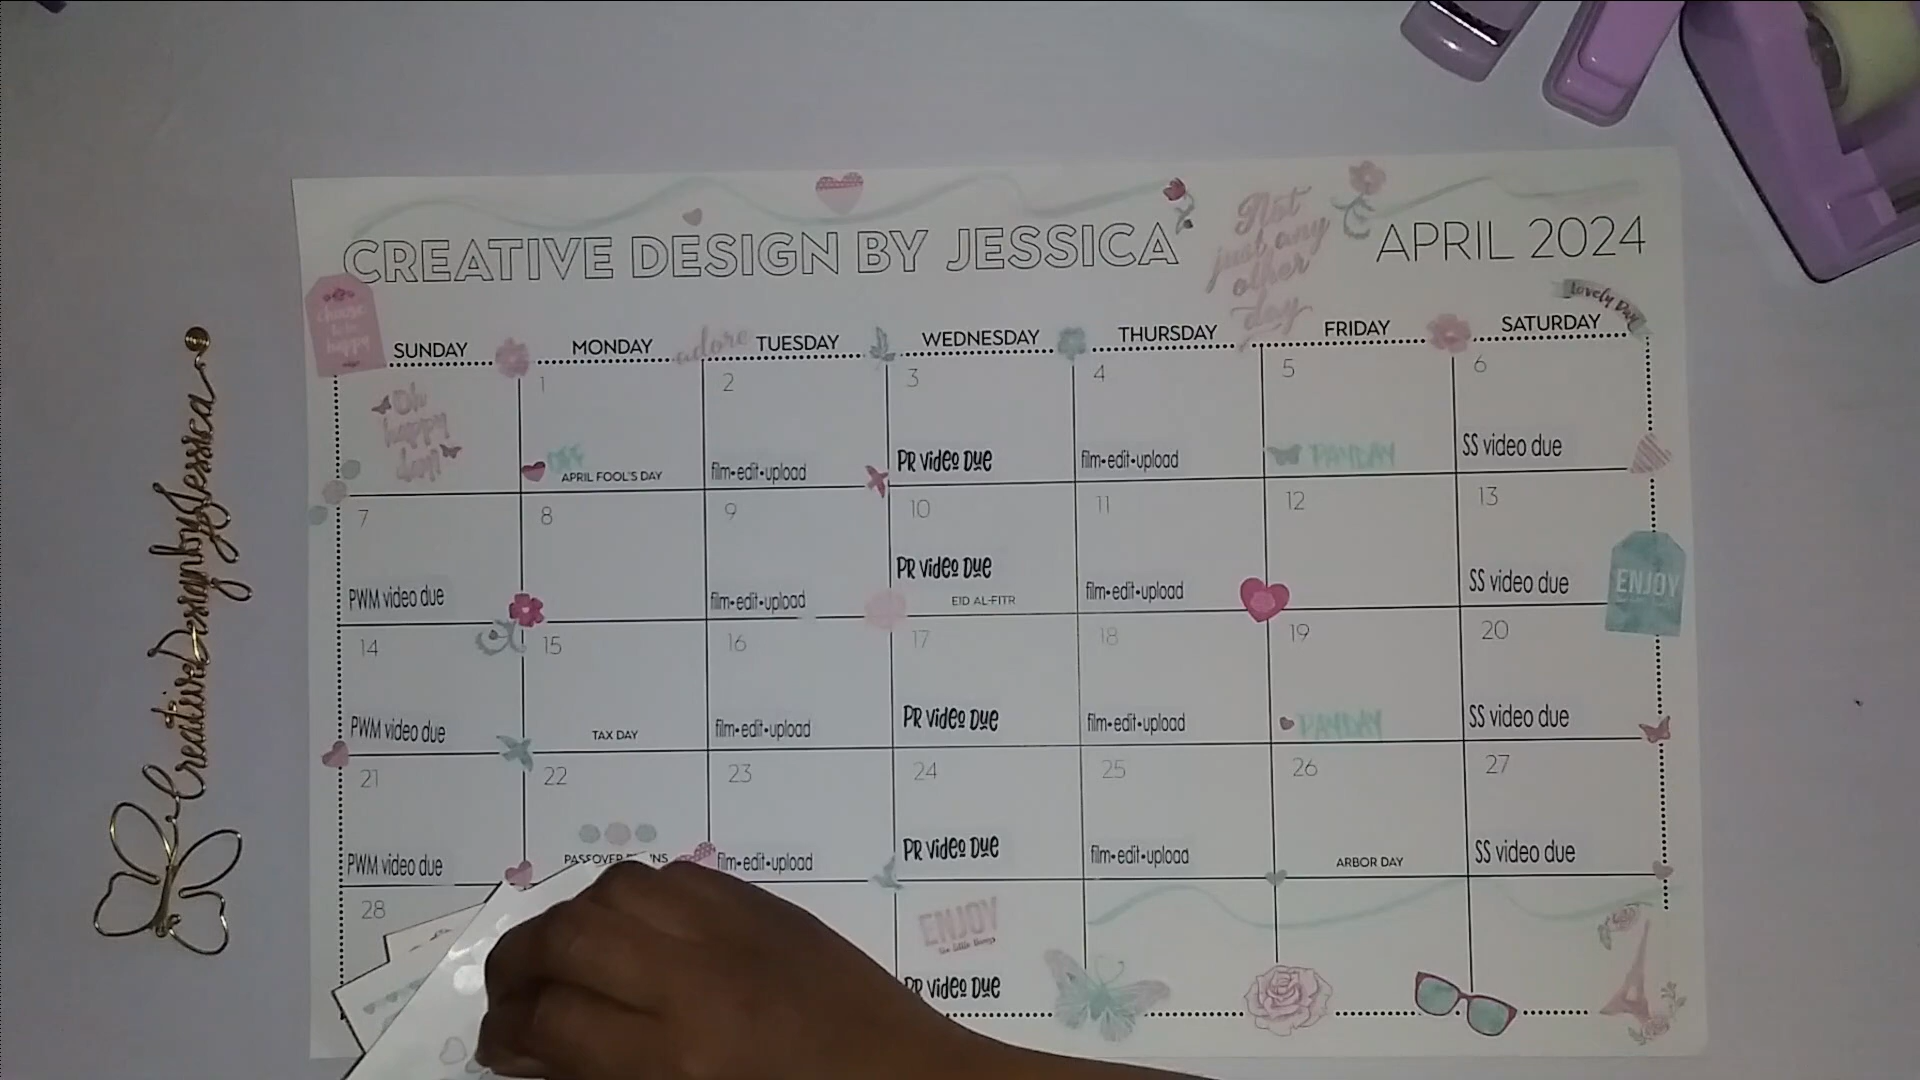 CREATIVE DESIGN BY JESSICA
Not
just any
other
day
APRIL 2024
Lovely Day
choose
to be
happy
SUNDAY
MONDAY
adore
TUESDAY
WEDNESDAY
THURSDAY
FRIDAY
SATURDAY
Oh
happy
day!
1
OFF
APRIL FOOL'S DAY
2
film•edit•upload
3
PR Video Due
4
film•edit•upload
5
PAYDAY
6
SS video due
7
PWM video due
8
9
film•edit•upload
10
PR Video Due
EID AL-FITR
11
film•edit•upload
12
13
SS video due
ENJOY
14
PWM video due
15
TAX DAY
16
film•edit•upload
17
PR Video Due
18
film•edit•upload
19
PAYDAY
20
SS video due
21
PWM video due
22
PASSOVER
23
film•edit•upload
24
PR Video Due
25
film•edit•upload
26
ARBOR DAY
27
SS video due
28
ENJOY
the little things
PR Video Due
CreativeDesignbyJessica